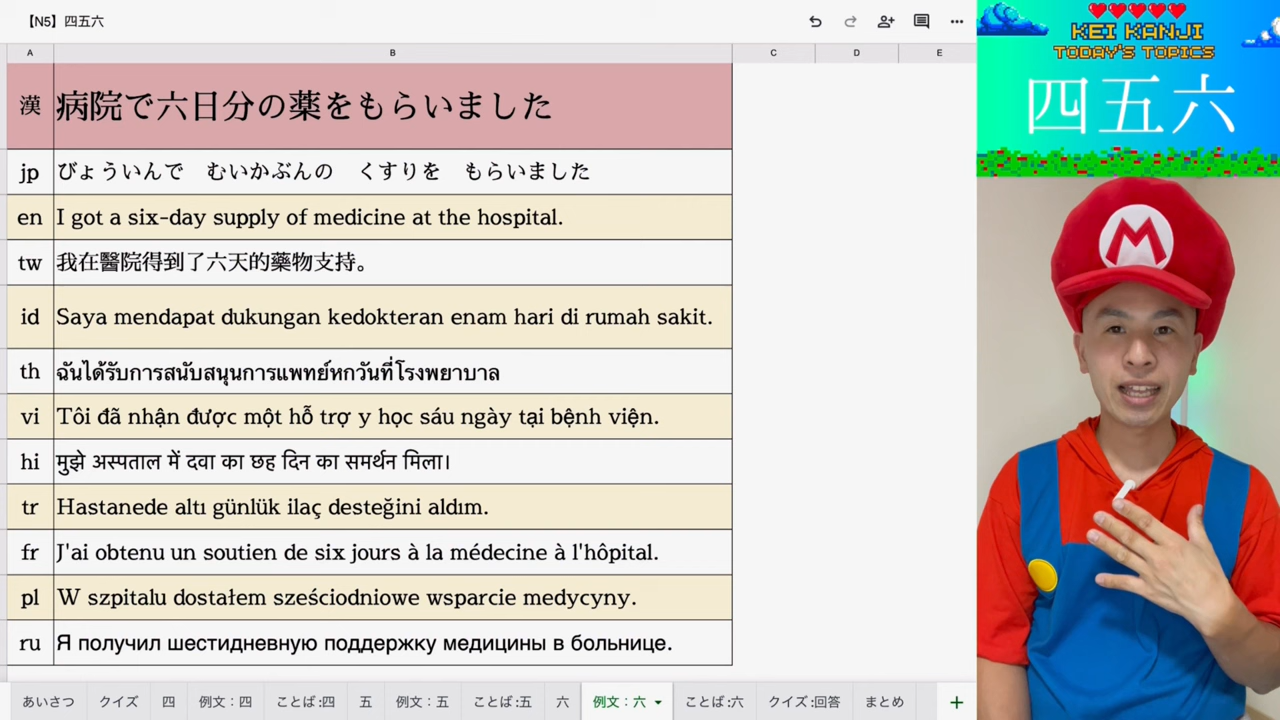 【N5】四五六
A B C D E
漢 病院で六日分の薬をもらいました
jp びょういんで　むいかぶんの　くすりを　もらいました
en I got a six-day supply of medicine at the hospital.
tw 我在醫院得到了六天的藥物支持。
id Saya mendapat dukungan kedokteran enam hari di rumah sakit.
th ฉันได้รับการสนับสนุนการแพทย์หกวันที่โรงพยาบาล
vi Tôi đã nhận được một hỗ trợ y học sáu ngày tại bệnh viện.
hi मुझे अस्पताल में दवा का छह दिन का समर्थन मिला।
tr Hastanede altı günlük ilaç desteğini aldım.
fr J'ai obtenu un soutien de six jours à la médecine à l'hôpital.
pl W szpitalu dostałem sześciodniowe wsparcie medycyny.
ru Я получил шестидневную поддержку медицины в больнице.
あいさつ クイズ 四 例文：四 ことば:四 五 例文：五 ことば:五 六 例文：六 ことば:六 クイズ:回答 まとめ
KEI KANJI
TODAY'S TOPICS
四五六
M